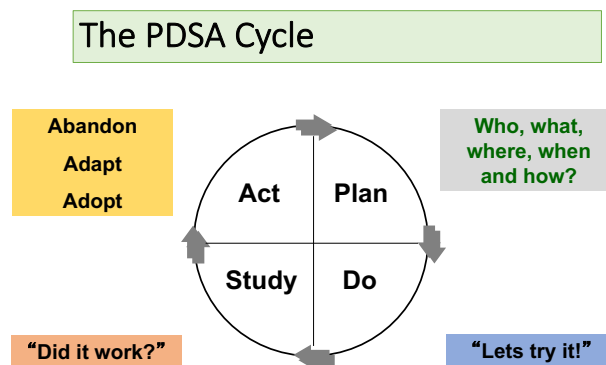 The PDSA Cycle
Abandon
Adapt
Adopt
Who, what,
where, when
and how?
Act
Plan
Study
Do
“Did it work?”
“Lets try it!”